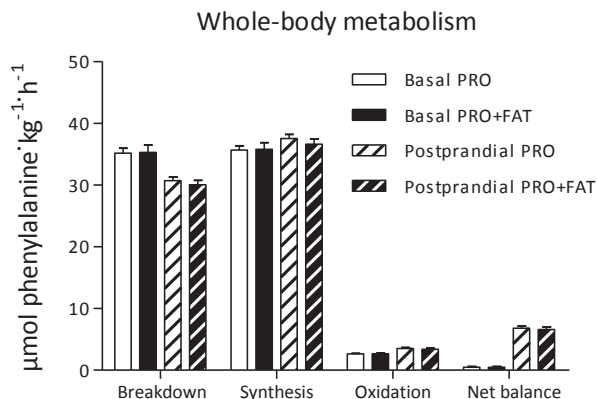 Whole-body metabolism
µmol phenylalanine·kg⁻¹·h⁻¹
50
40
30
20
10
0
Basal PRO
Basal PRO+FAT
Postprandial PRO
Postprandial PRO+FAT
Breakdown Synthesis Oxidation Net balance